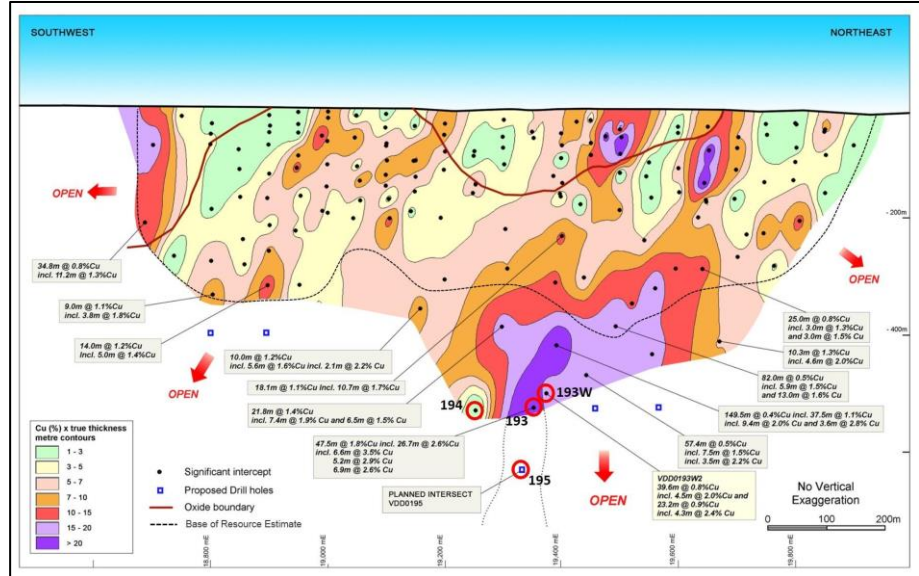 SOUTHWEST
NORTHEAST
OPEN
- 200m
34.8m @ 0.8%Cu
incl. 11.2m @ 1.3%Cu
OPEN
9.0m @ 1.1%Cu
incl. 3.8m @ 1.8%Cu
25.0m @ 0.8%Cu
incl. 3.0m @ 1.3%Cu
and 3.0m @ 1.5% Cu
- 400m
14.0m @ 1.2%Cu
Incl. 5.0m @ 1.4%Cu
10.0m @ 1.2%Cu
incl. 5.6m @ 1.6%Cu incl. 2.1m @ 2.2% Cu
10.3m @ 1.3%Cu
incl. 4.6m @ 2.0%Cu
OPEN
18.1m @ 1.1%Cu incl. 10.7m @ 1.7%Cu
82.0m @ 0.5%Cu
incl. 5.9m @ 1.5%Cu
and 13.0m @ 1.6% Cu
21.8m @ 1.4%Cu
incl. 7.4m @ 1.9% Cu and 6.5m @ 1.5% Cu
194
193
193W
149.5m @ 0.4%Cu incl. 37.5m @ 1.1%Cu
incl. 9.4m @ 2.0% Cu and 3.6m @ 2.8% Cu
47.5m @ 1.8%Cu incl. 26.7m @ 2.6%Cu
incl. 6.6m @ 3.5% Cu
5.2m @ 2.9% Cu
6.9m @ 2.6% Cu
57.4m @ 0.5%Cu
incl. 7.5m @ 1.5%Cu
incl. 3.5m @ 2.2% Cu
PLANNED INTERSECT
VDD0195
195
OPEN
VDD0193W2
39.6m @ 0.8%Cu
incl. 4.5m @ 2.0%Cu and
23.2m @ 0.9%Cu
incl. 4.3m @ 2.4% Cu
No Vertical
Exaggeration
0 100 200m
Cu (%) x true thickness
metre contours
1 - 3
3 - 5
5 - 7
7 - 10
10 - 15
15 - 20
> 20
Significant intercept
Proposed Drill holes
Oxide boundary
Base of Resource Estimate
18,800 mE
19,000 mE
19,200 mE
19,400 mE
19,600 mE
19,800 mE